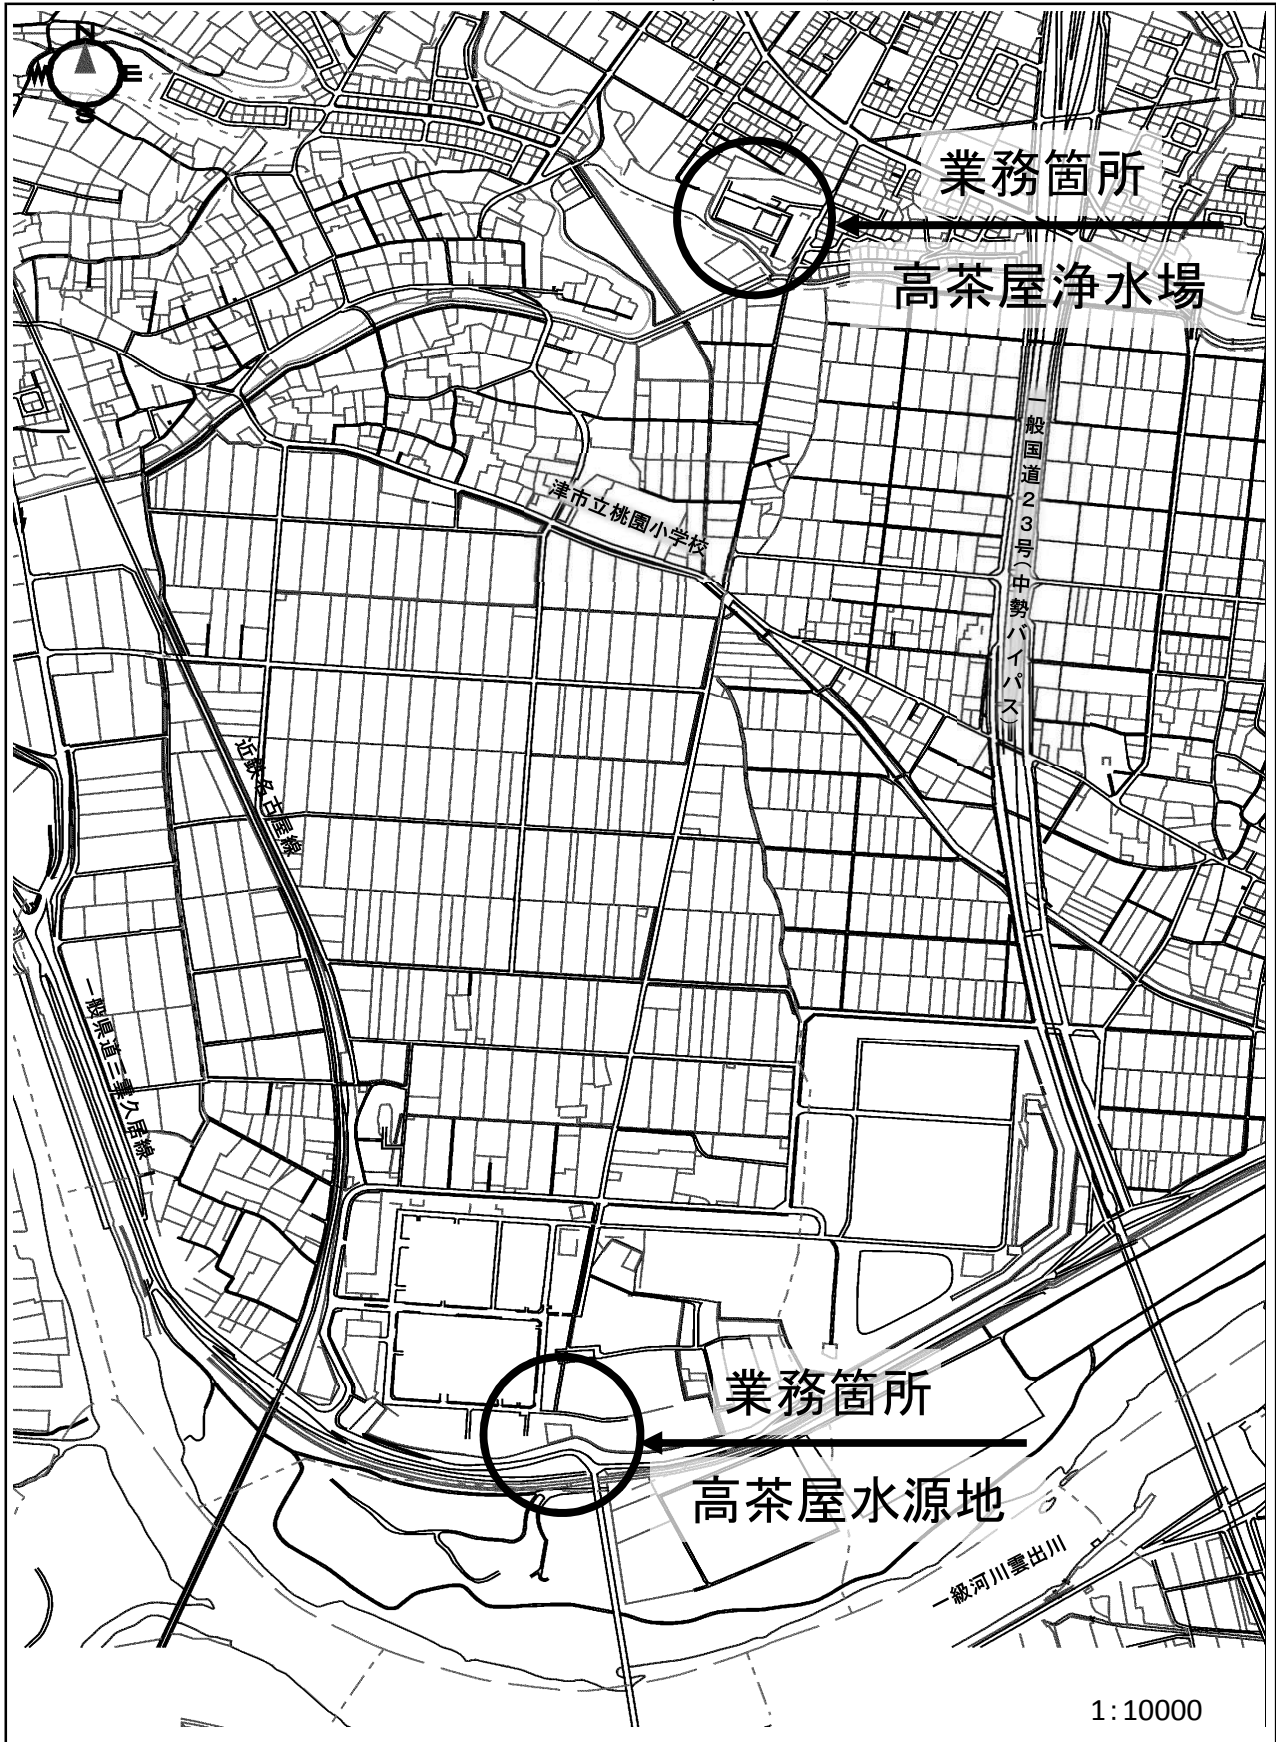 N
W E
S
業務箇所
高茶屋浄水場
一般国道23号(中勢バイパス)
津市立桃園小学校
近鉄名古屋線
一般県道三雲久居線
業務箇所
高茶屋水源地
一級河川雲出川
1:10000